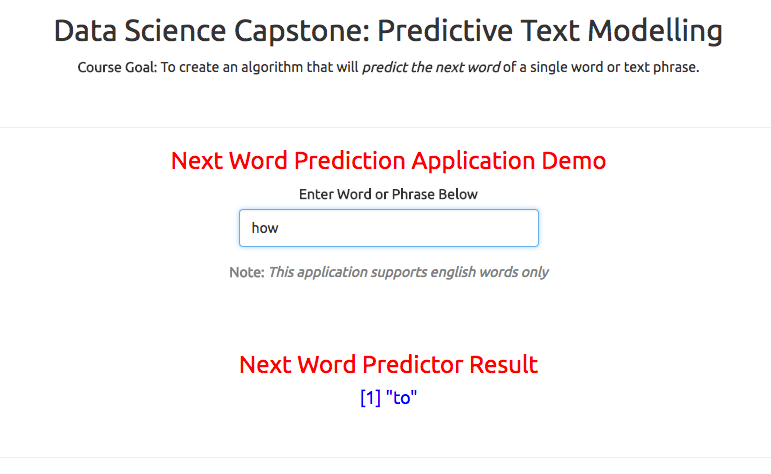 Data Science Capstone: Predictive Text Modelling
Course Goal: To create an algorithm that will predict the next word of a single word or text phrase.
Next Word Prediction Application Demo
Enter Word or Phrase Below
how
Note: This application supports english words only
Next Word Predictor Result
[1] "to"